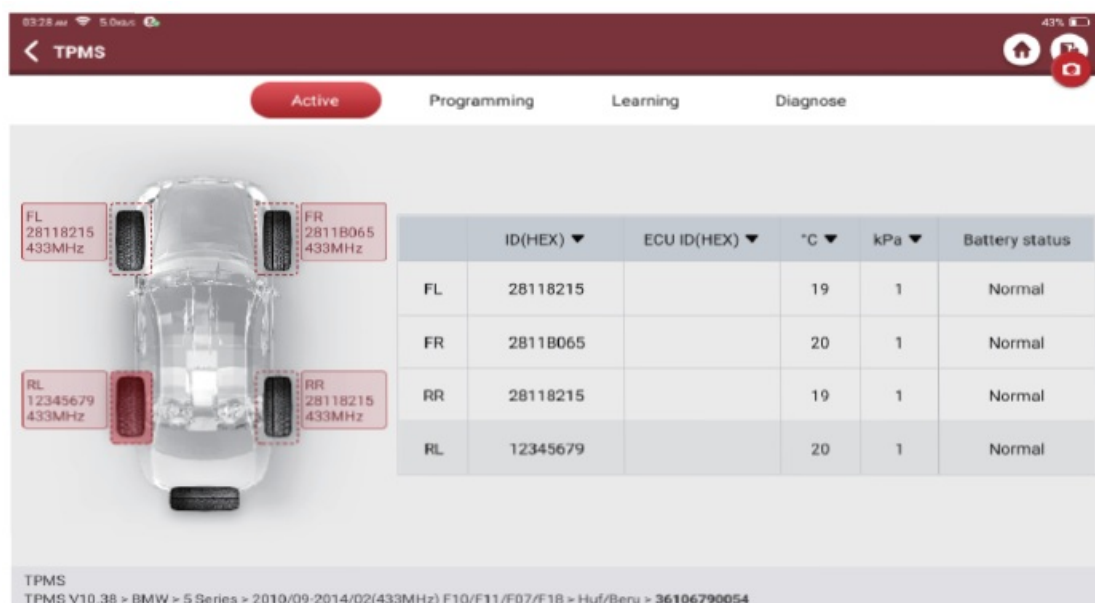 03:28 AM 5.0KB/S 43%
TPMS
Active Programming Learning Diagnose
FL
28118215
433MHz
FR
2811B065
433MHz
ID(HEX) ▼ ECU ID(HEX) ▼ °C ▼ kPa ▼ Battery status
FL 28118215 19 1 Normal
FR 2811B065 20 1 Normal
RR 28118215 19 1 Normal
RL 12345679 20 1 Normal
RL
12345679
433MHz
RR
28118215
433MHz
TPMS
TPMS V10.38 > BMW > 5 Series > 2010/09-2014/02(433MHz) F10/F11/F07/F18 > Huf/Beru > 36106790054